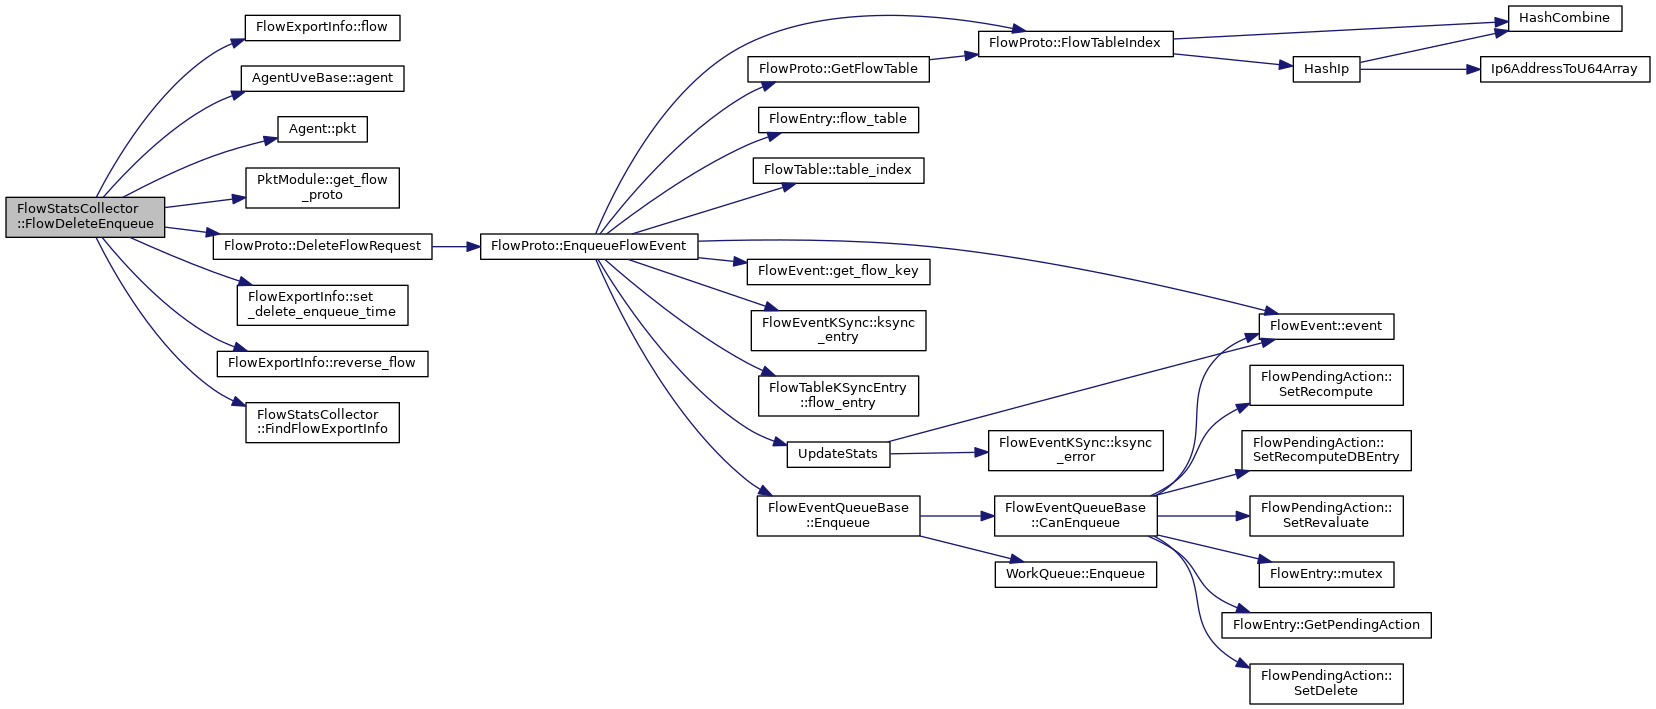 FlowStatsCollector
::FlowDeleteEnqueue
FlowExportInfo::flow
AgentUveBase::agent
Agent::pkt
PktModule::get_flow
_proto
FlowProto::DeleteFlowRequest
FlowExportInfo::set
_delete_enqueue_time
FlowExportInfo::reverse_flow
FlowStatsCollector
::FindFlowExportInfo
FlowProto::EnqueueFlowEvent
FlowProto::GetFlowTable
FlowEntry::flow_table
FlowTable::table_index
FlowEvent::get_flow_key
FlowEventKSync::ksync
_entry
FlowTableKSyncEntry
::flow_entry
UpdateStats
FlowEventQueueBase
::Enqueue
FlowProto::FlowTableIndex
FlowEventKSync::ksync
_error
FlowEventQueueBase
::CanEnqueue
WorkQueue::Enqueue
HashIp
FlowEvent::event
FlowPendingAction::
SetRecompute
FlowPendingAction::
SetRecomputeDBEntry
FlowPendingAction::
SetRevaluate
FlowEntry::mutex
FlowEntry::GetPendingAction
FlowPendingAction::
SetDelete
HashCombine
Ip6AddressToU64Array